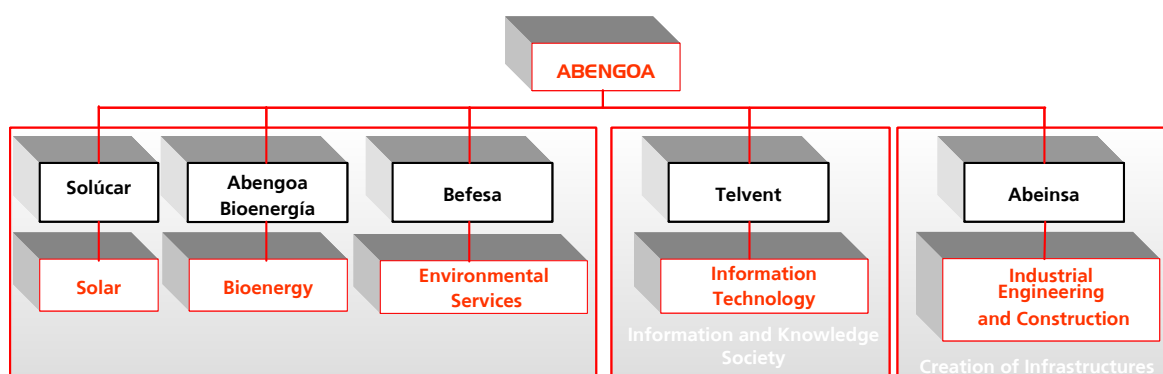 ABENGOA
Solúcar
Abengoa
Bioenergía
Befesa
Telvent
Abeinsa
Solar
Bioenergy
Environmental
Services
Information
Technology
Industrial
Engineering
and Construction
Information and Knowledge
Society
Creation of Infrastructures